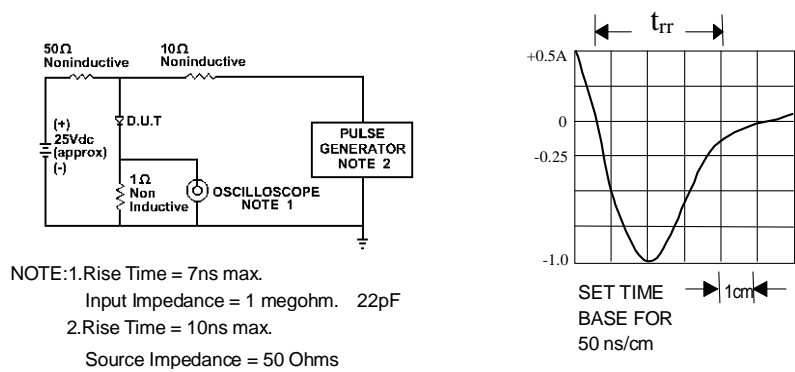 50Ω
Noninductive
10Ω
Noninductive
(+)
25Vdc
(approx)
(-)
D.U.T
1Ω
Non
Inductive
OSCILLOSCOPE
NOTE 1
PULSE
GENERATOR
NOTE 2
NOTE:1.Rise Time = 7ns max.
Input Impedance = 1 megohm. 22pF
2.Rise Time = 10ns max.
Source Impedance = 50 Ohms
trr
+0.5A
0
-0.25
-1.0
1cm
SET TIME
BASE FOR
50 ns/cm